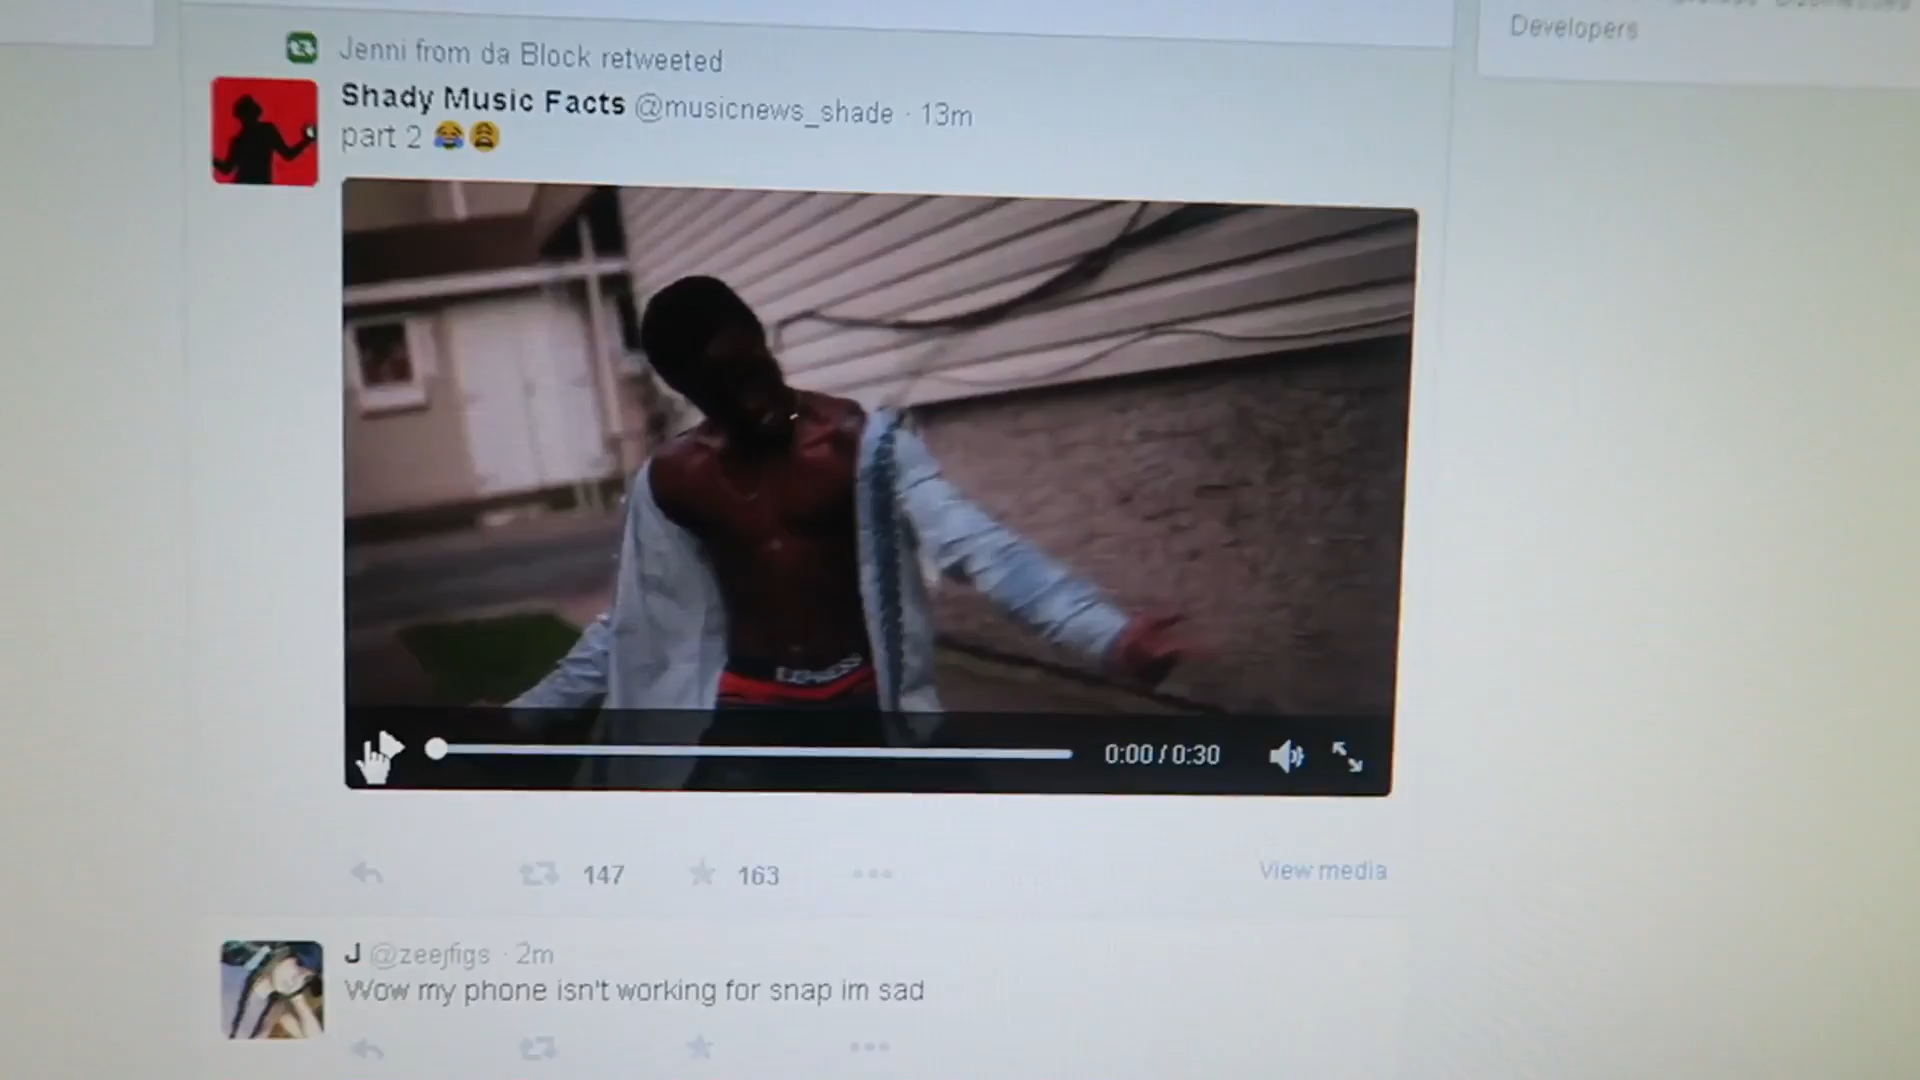 Developers
Jenni from da Block retweeted
Shady Music Facts @musicnews_shade · 13m
part 2 😂😩
EXPRESS
0:00 / 0:30
147
163
View media
J @zeejfigs · 2m
Wow my phone isn't working for snap im sad